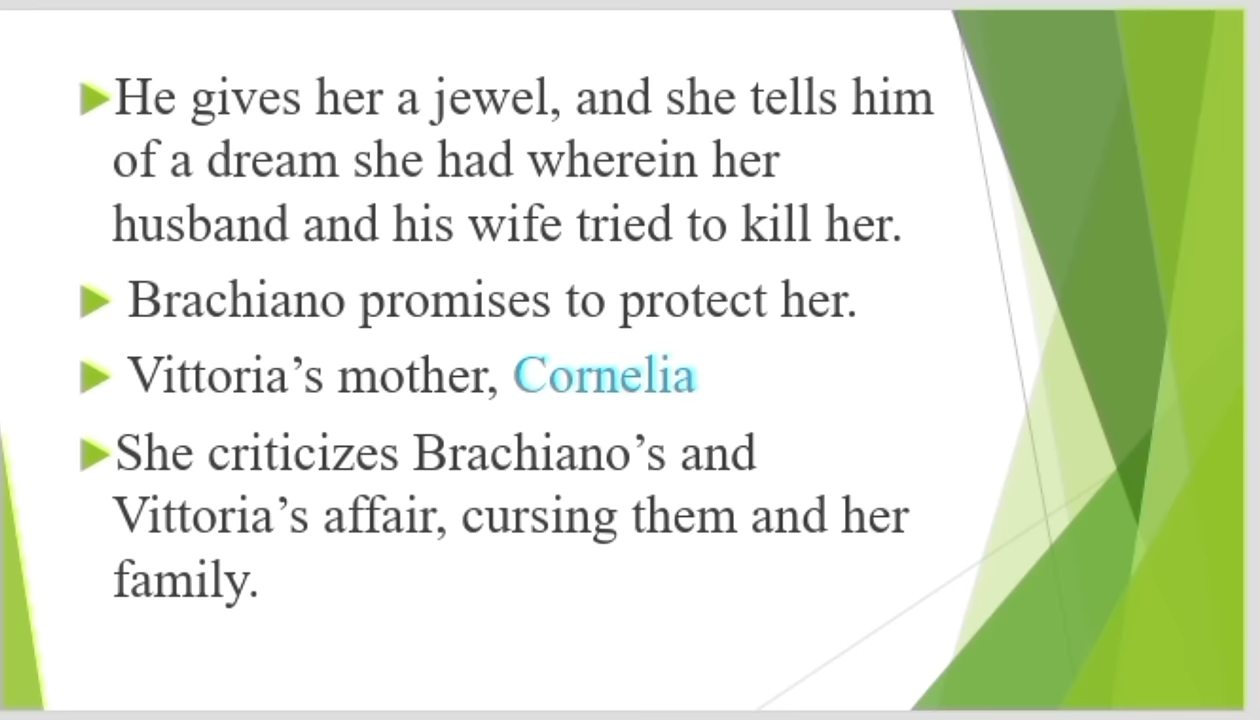 He gives her a jewel, and she tells him
of a dream she had wherein her
husband and his wife tried to kill her.
Brachiano promises to protect her.
Vittoria’s mother, Cornelia
She criticizes Brachiano’s and
Vittoria’s affair, cursing them and her
family.